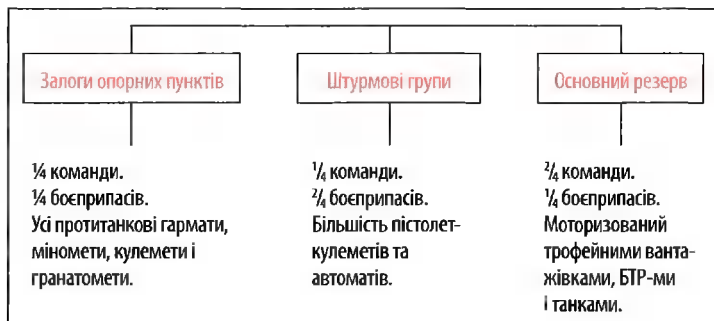 Залоги опорних пунктів
Штурмові групи
Основний резерв
¼ команди.
¼ боєприпасів.
Усі протитанкові гармати,
міномети, кулемети і
гранатомети.
¼ команди.
²/₄ боєприпасів.
Більшість пістолет-
кулеметів та
автоматів.
²/₄ команди.
¼ боєприпасів.
Моторизований
трофейними ванта-
жівками, БТР-ми
і танками.